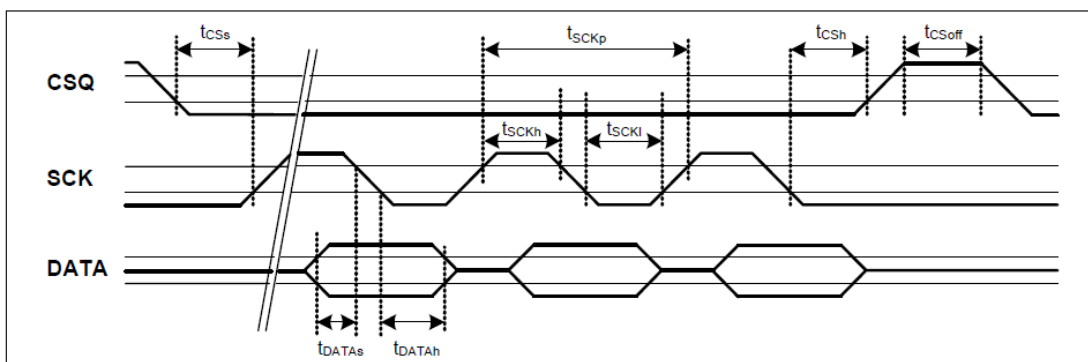 tCSs
tSCKp
tCSh
tCSoff
CSQ
tSCKh
tSCKl
SCK
DATA
tDATAs
tDATAh